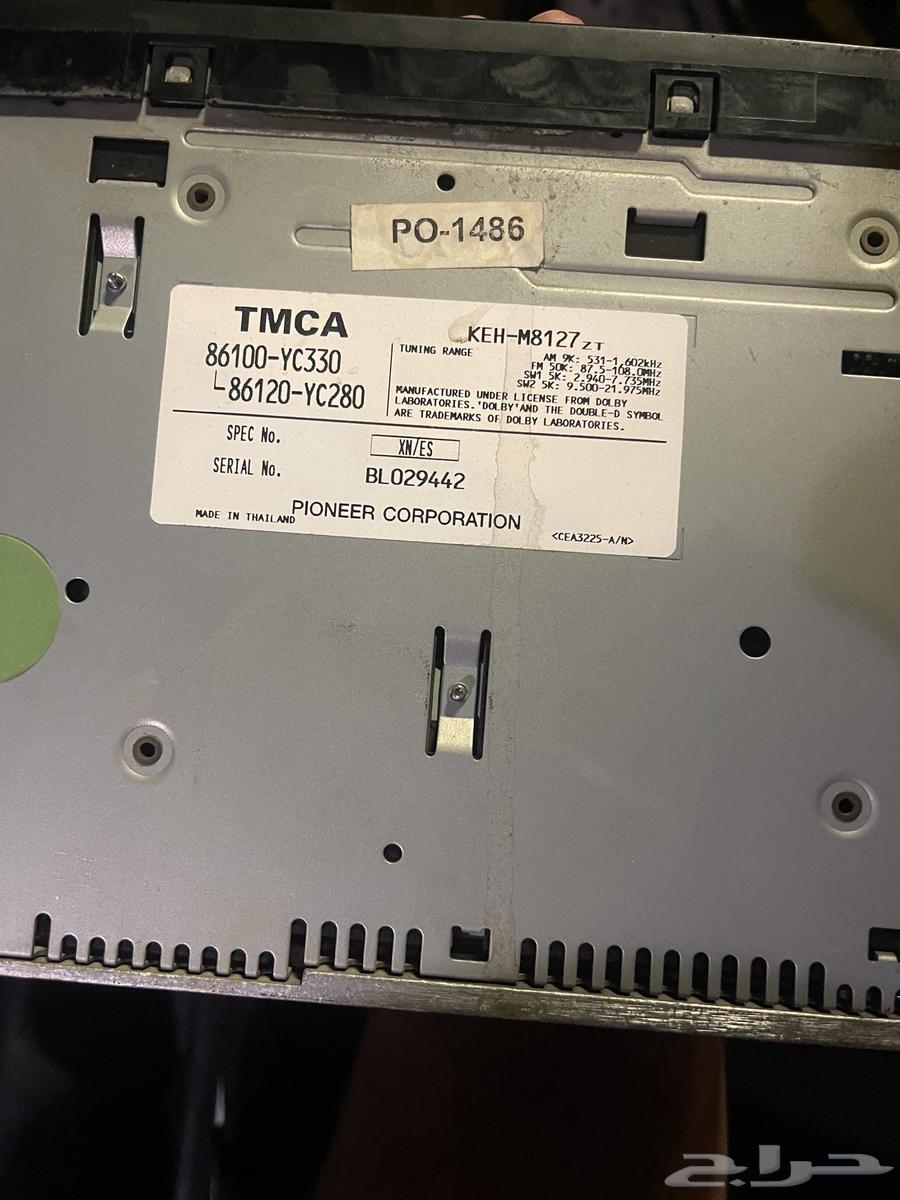 PO-1486
TMCA
86100-YC330
86120-YC280
KEH-M8127ZT
TUNING RANGE
AM 9K: 531-1,602kHz
FM 50K: 87.5-108.0MHz
SW1 5K: 2.940-7.735MHz
SW2 5K: 9.500-21.975MHz
MANUFACTURED UNDER LICENSE FROM DOLBY
LABORATORIES. 'DOLBY' AND THE DOUBLE-D SYMBOL
ARE TRADEMARKS OF DOLBY LABORATORIES.
SPEC No.
XN/ES
SERIAL No.
BL029442
MADE IN THAILAND
PIONEER CORPORATION
<CEA3225-A/N>
حراج